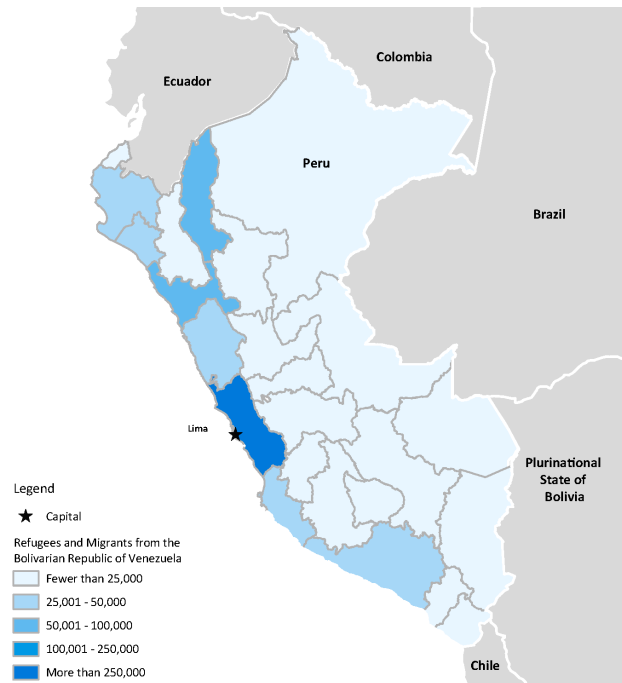 Colombia
Ecuador
Peru
Brazil
Lima
Plurinational
State of
Bolivia
Chile
Legend
Capital
Refugees and Migrants from the
Bolivarian Republic of Venezuela
Fewer than 25,000
25,001 - 50,000
50,001 - 100,000
100,001 - 250,000
More than 250,000